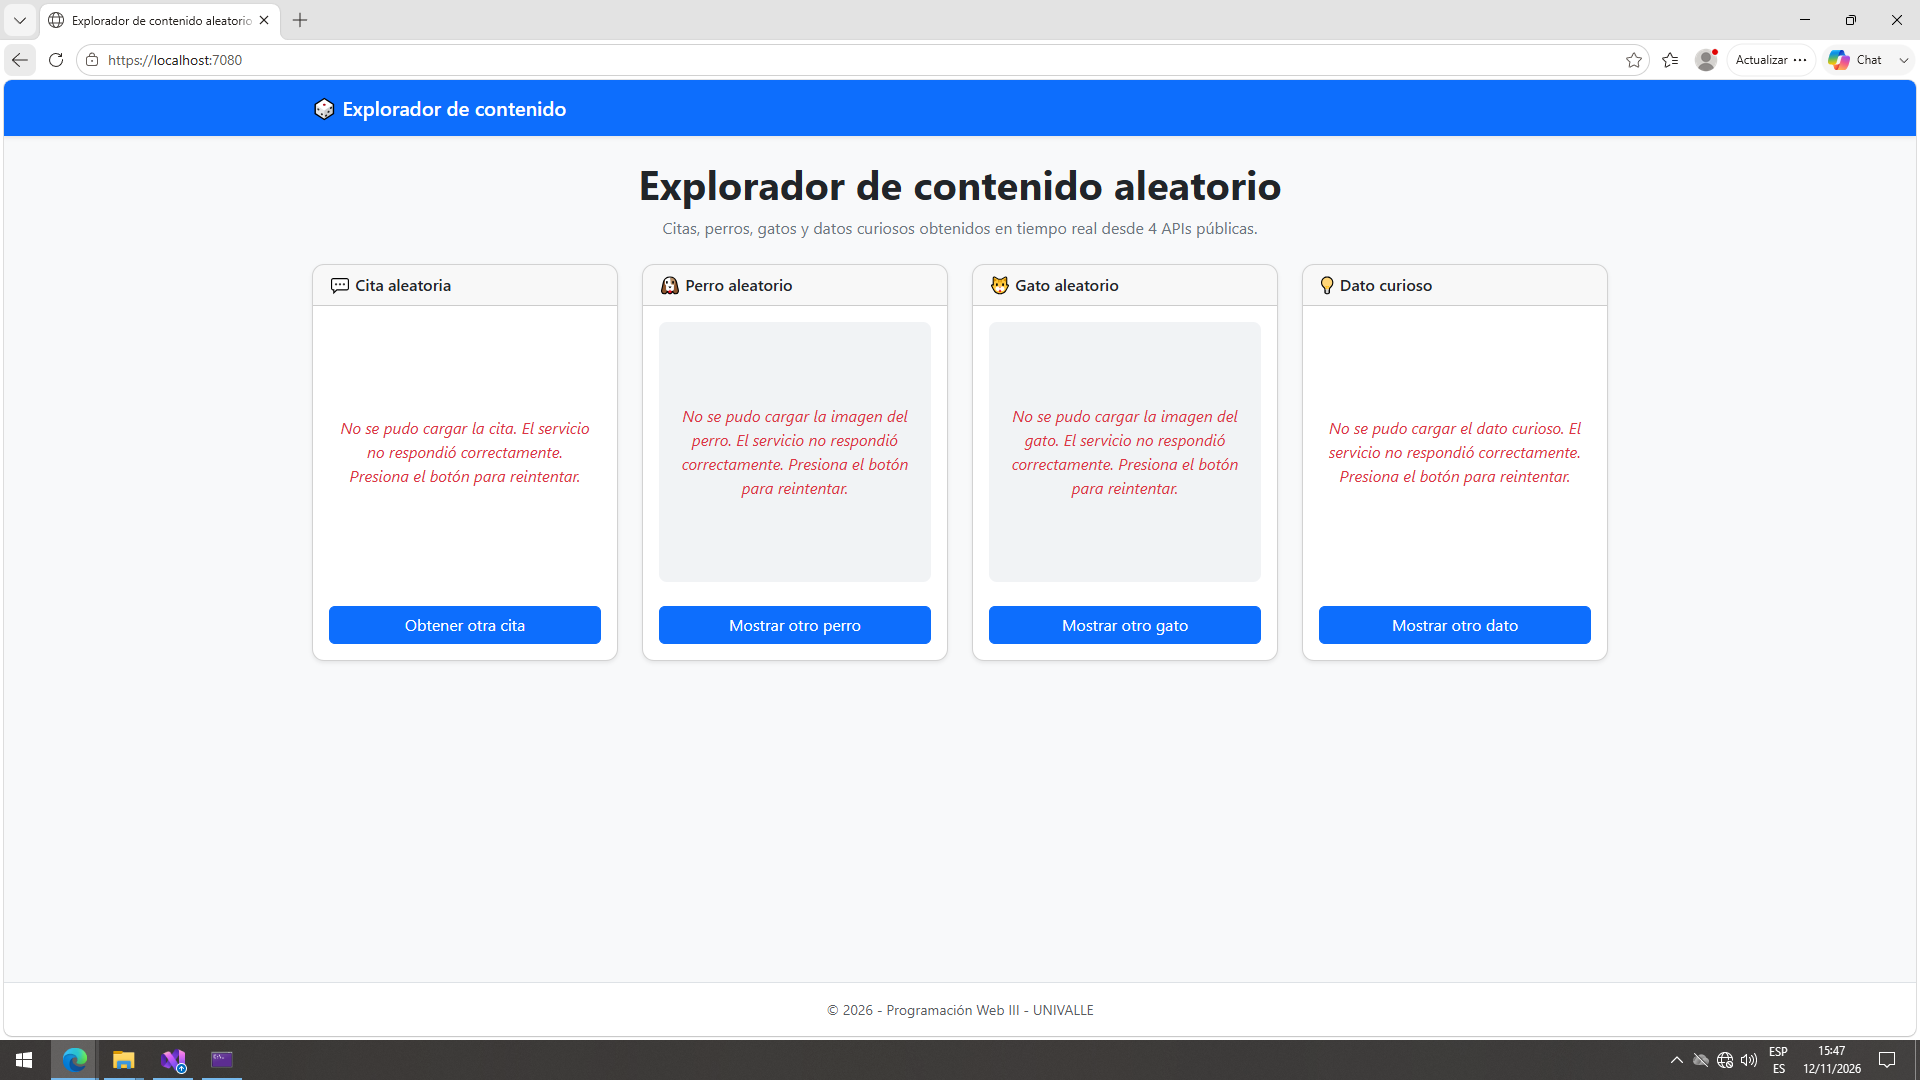 Explorador de contenido aleatorio
https://localhost:7080
Actualizar
Chat
Explorador de contenido
Explorador de contenido aleatorio
Citas, perros, gatos y datos curiosos obtenidos en tiempo real desde 4 APIs públicas.
Cita aleatoria
No se pudo cargar la cita. El servicio
no respondió correctamente.
Presiona el botón para reintentar.
Obtener otra cita
Perro aleatorio
No se pudo cargar la imagen del
perro. El servicio no respondió
correctamente. Presiona el botón
para reintentar.
Mostrar otro perro
Gato aleatorio
No se pudo cargar la imagen del
gato. El servicio no respondió
correctamente. Presiona el botón
para reintentar.
Mostrar otro gato
Dato curioso
No se pudo cargar el dato curioso. El
servicio no respondió correctamente.
Presiona el botón para reintentar.
Mostrar otro dato
© 2026 - Programación Web III - UNIVALLE
ESP
ES
15:47
12/11/2026